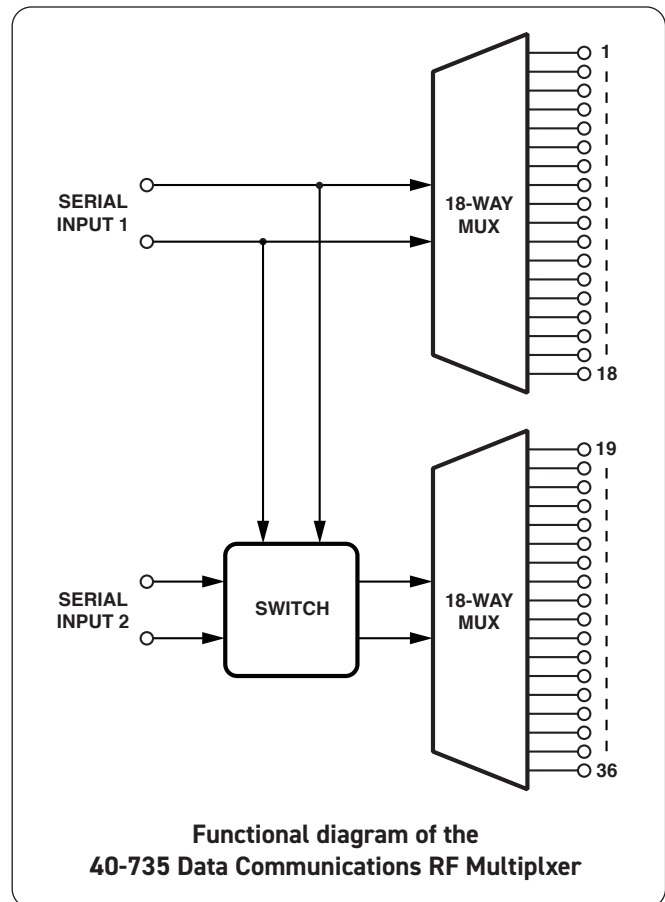 1
SERIAL
INPUT 1
18-WAY
MUX
18
19
SERIAL
INPUT 2
SWITCH
18-WAY
MUX
36
Functional diagram of the
40-735 Data Communications RF Multiplxer